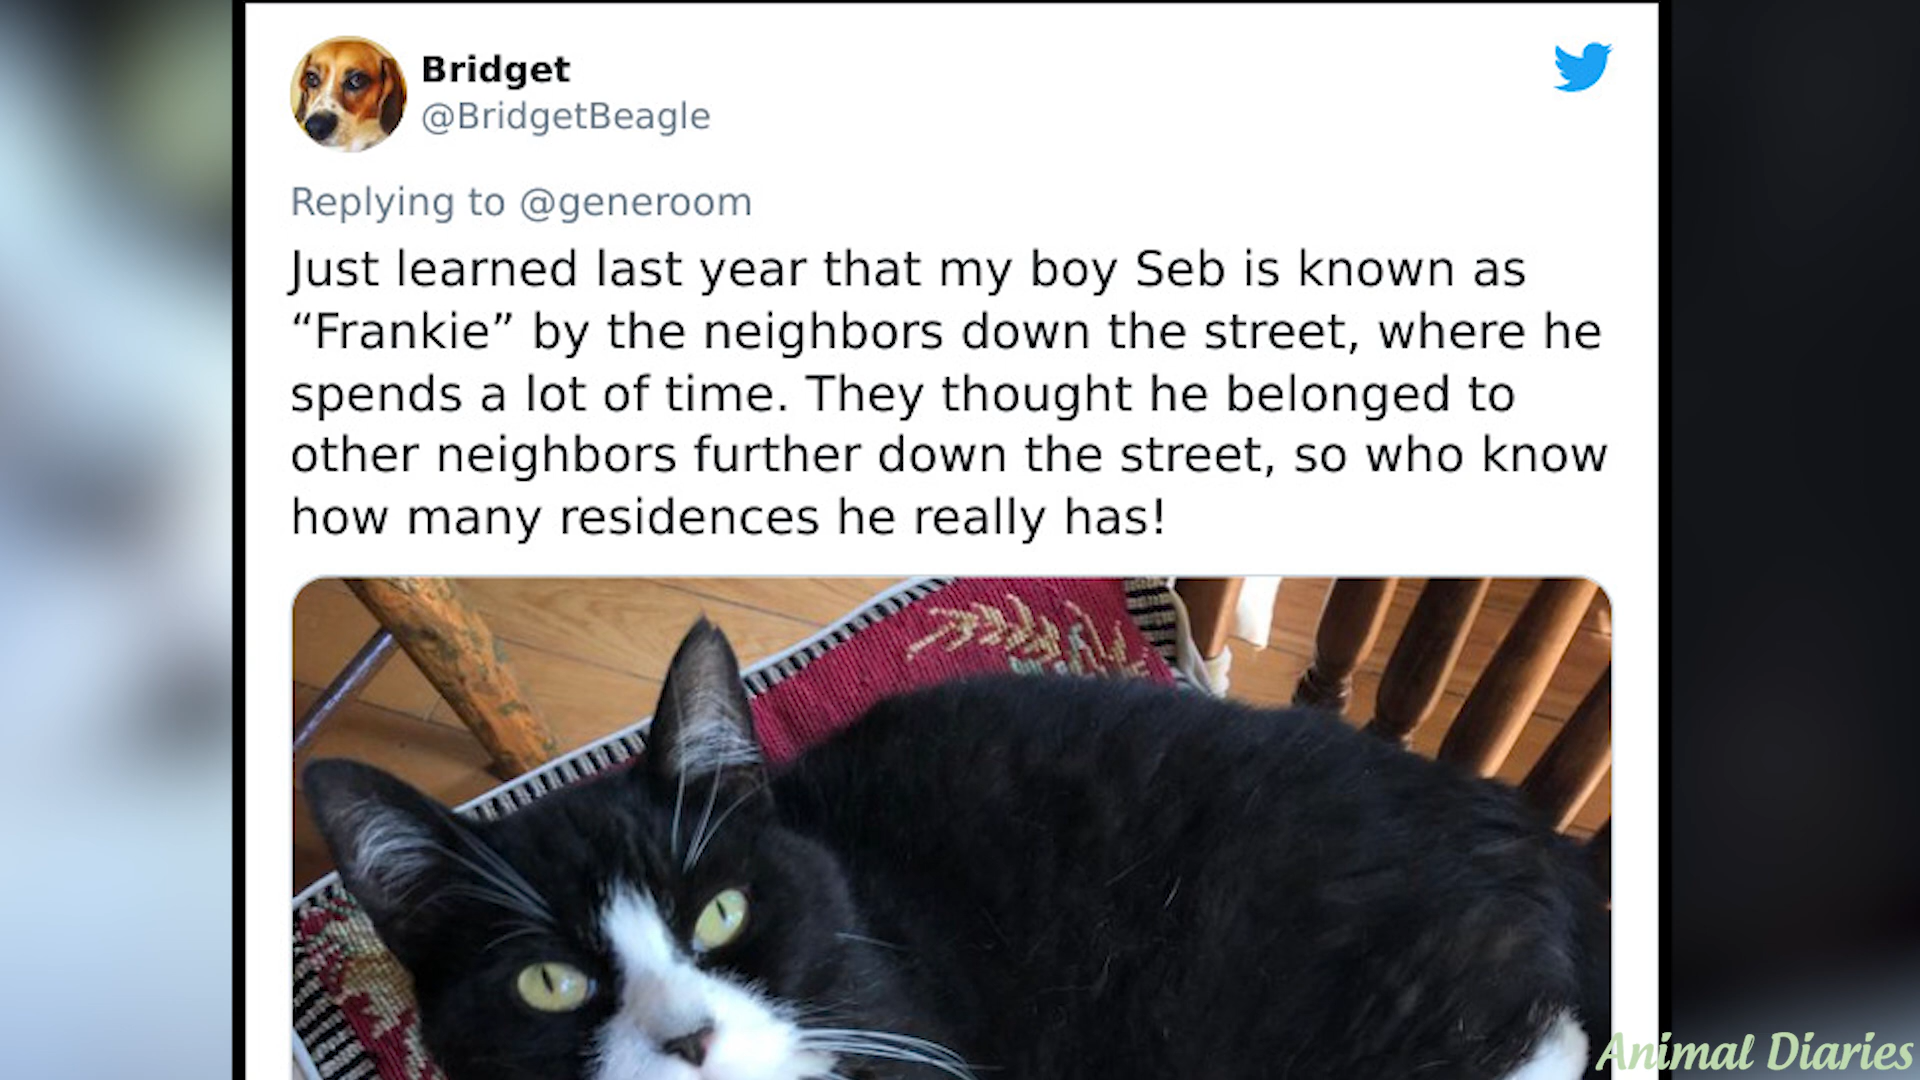 Bridget
@BridgetBeagle
Replying to @generoom
Just learned last year that my boy Seb is known as
“Frankie” by the neighbors down the street, where he
spends a lot of time. They thought he belonged to
other neighbors further down the street, so who know
how many residences he really has!
Animal Diaries